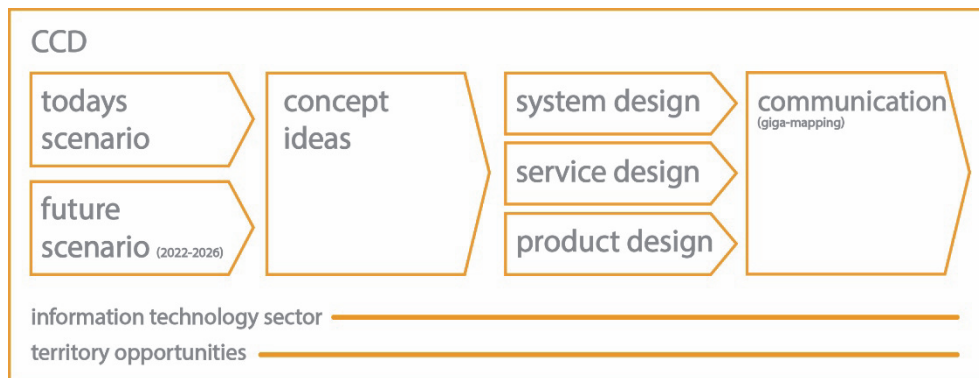 CCD
todays
scenario
future
scenario (2022-2026)
concept
ideas
system design
service design
product design
communication
(giga-mapping)
information technology sector
territory opportunities